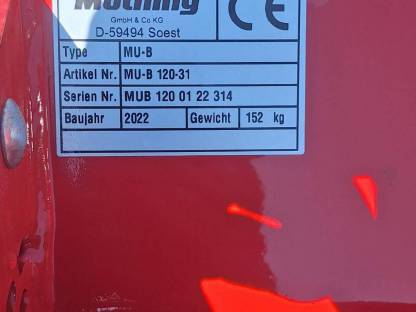 Müthing
GmbH & Co KG
D-59494 Soest
CE
Type MU-B
Artikel Nr. MU-B 120-31
Serien Nr. MUB 120 01 22 314
Baujahr 2022 Gewicht 152 kg